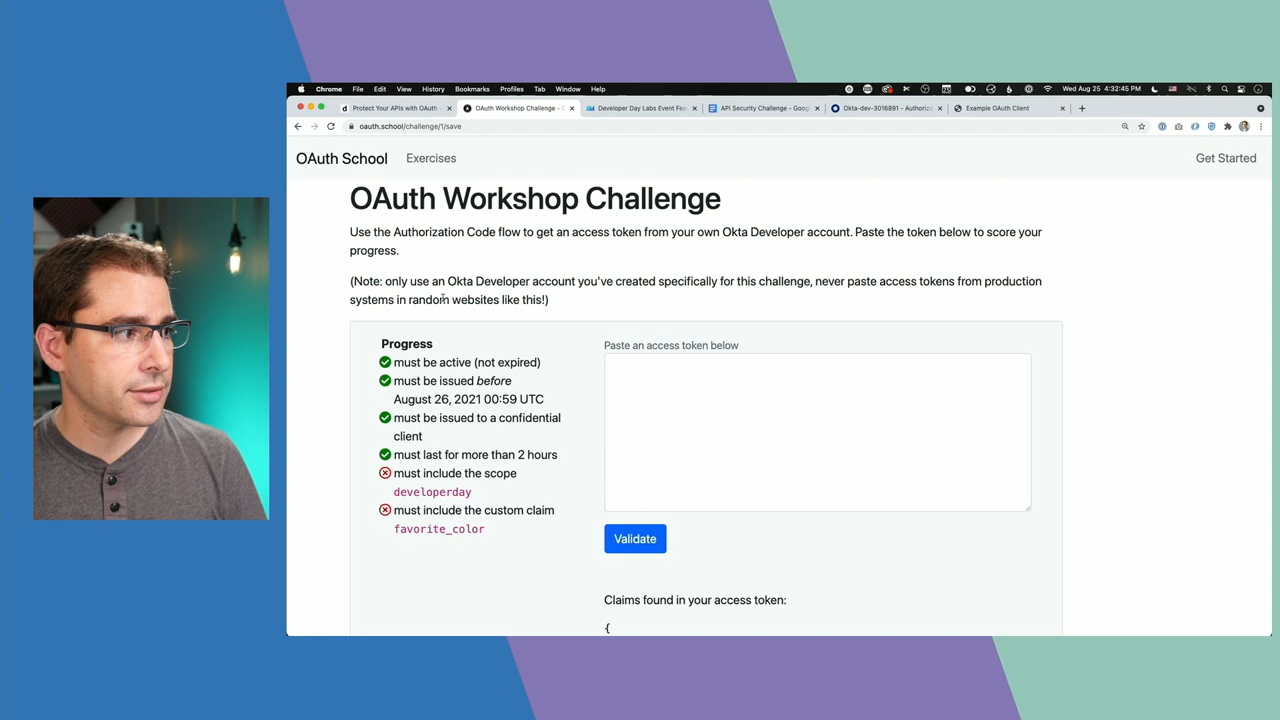 Chrome File Edit View History Bookmarks Profiles Tab Window Help Wed Aug 25 4:32:45 PM
Protect Your APIs with OAuth OAuth Workshop Challenge - Developer Day Labs Event Fee API Security Challenge - Goog Okta-dev-3016891 - Authoriza Example OAuth Client
oauth.school/challenge/1/save
OAuth School Exercises Get Started
OAuth Workshop Challenge
Use the Authorization Code flow to get an access token from your own Okta Developer account. Paste the token below to score your
progress.
(Note: only use an Okta Developer account you've created specifically for this challenge, never paste access tokens from production
systems in random websites like this!)
Progress
must be active (not expired)
must be issued before
August 26, 2021 00:59 UTC
must be issued to a confidential
client
must last for more than 2 hours
must include the scope
developerday
must include the custom claim
favorite_color
Paste an access token below
Validate
Claims found in your access token:
{